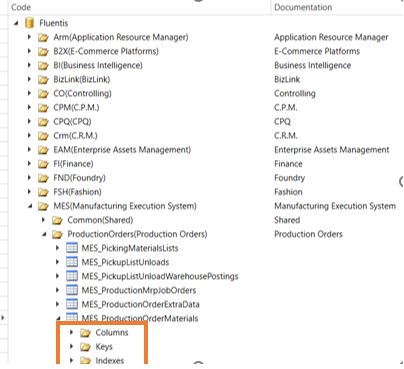 Code Documentation
Fluentis
Arm(Application Resource Manager) Application Resource Manager
B2X(E-Commerce Platforms) E-Commerce Platforms
BI(Business Intelligence) Business Intelligence
BizLink(BizLink) BizLink
CO(Controlling) Controlling
CPM(C.P.M.) C.P.M.
CPQ(CPQ) CPQ
Crm(C.R.M.) C.R.M.
EAM(Enterprise Assets Management) Enterprise Assets Management
FI(Finance) Finance
FND(Foundry) Foundry
FSH(Fashion) Fashion
MES(Manufacturing Execution System) Manufacturing Execution System
Common(Shared) Shared
ProductionOrders(Production Orders) Production Orders
MES_PickingMaterialsLists
MES_PickupListUnloads
MES_PickupListUnloadWarehousePostings
MES_ProductionMrpJobOrders
MES_ProductionOrderExtraData
MES_ProductionOrderMaterials
Columns
Keys
Indexes